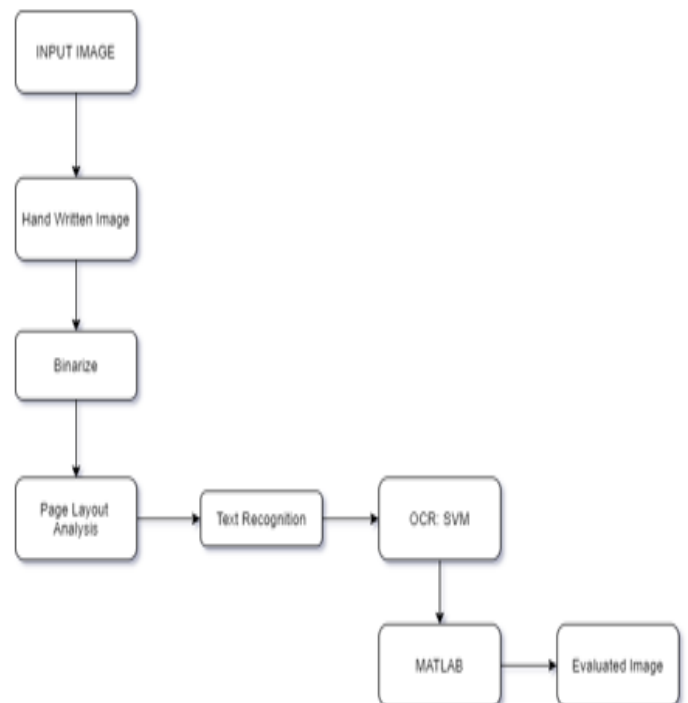 INPUT IMAGE
Hand Written Image
Binarize
Page Layout
Analysis
Text Recognition
OCR: SVM
MATLAB
Evaluated Image